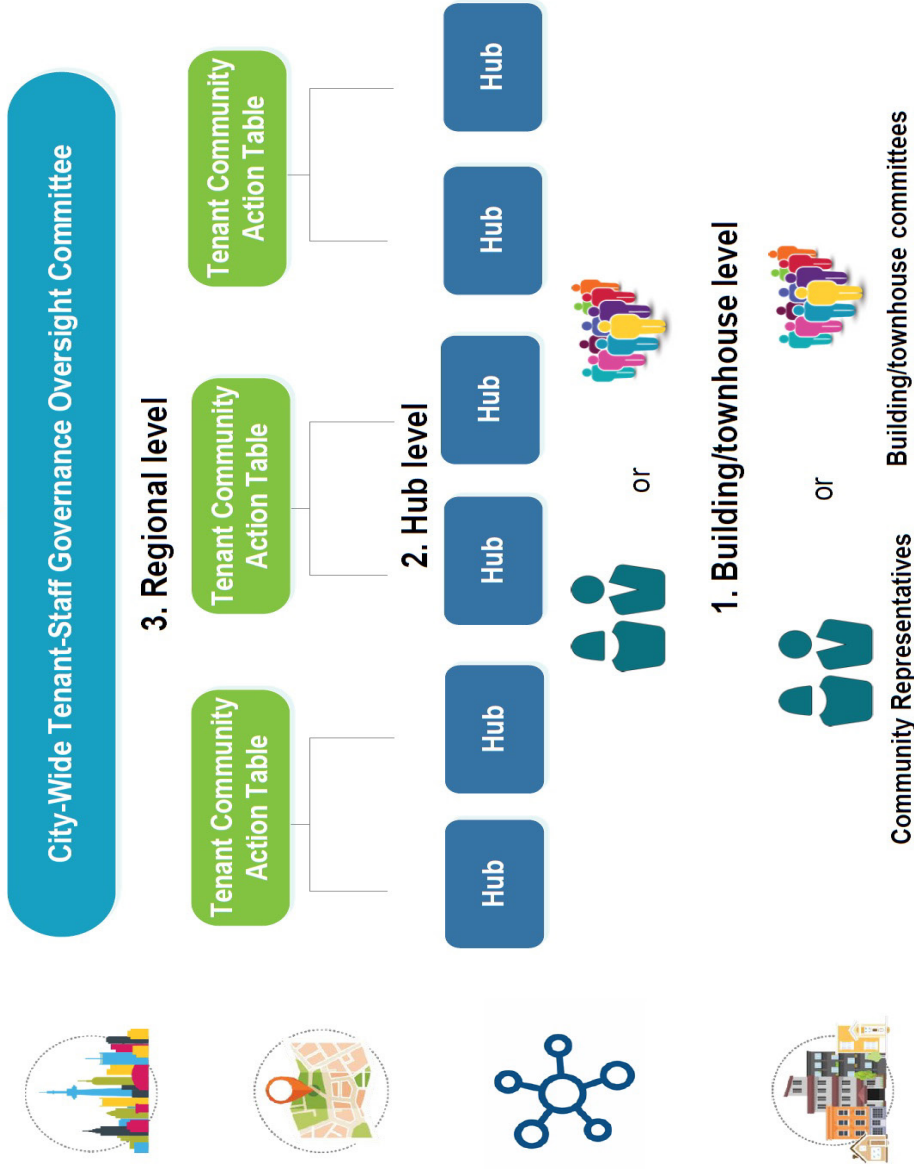 City-Wide Tenant-Staff Governance Oversight Committee
3. Regional level
Tenant Community
Action Table
Tenant Community
Action Table
Tenant Community
Action Table
2. Hub level
Hub
Hub
Hub
Hub
Hub
Hub
or
1. Building/townhouse level
or
Community Representatives
Building/townhouse committees